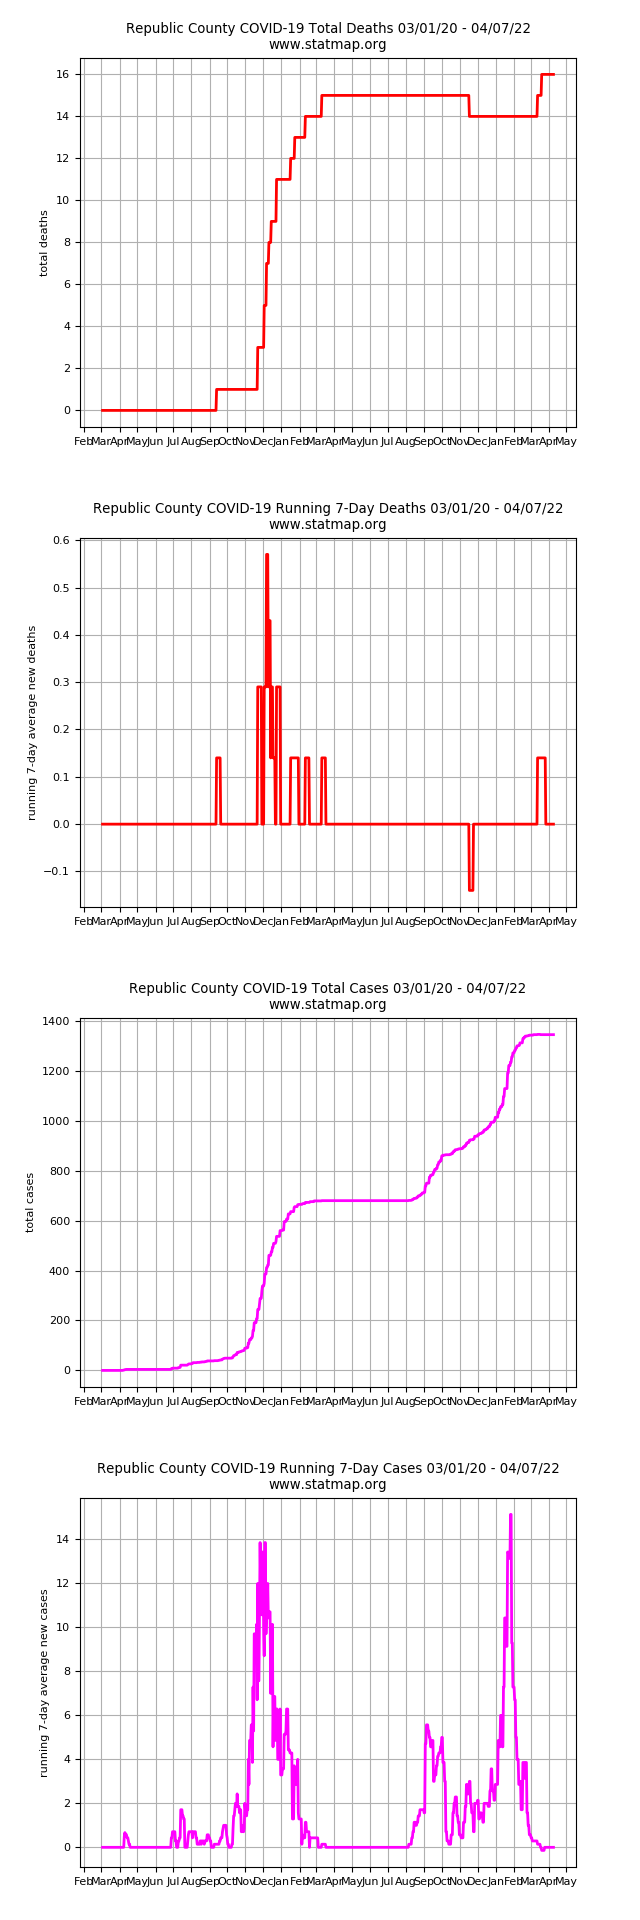 Republic County COVID-19 Total Deaths 03/01/20 - 04/07/22
www.statmap.org
16
14
12
10
8
6
4
2
0
total deaths
Feb Mar Apr May Jun Jul Aug Sep Oct Nov Dec Jan Feb Mar Apr May Jun Jul Aug Sep Oct Nov Dec Jan Feb Mar Apr May
Republic County COVID-19 Running 7-Day Deaths 03/01/20 - 04/07/22
www.statmap.org
0.6
0.5
0.4
0.3
0.2
0.1
0.0
−0.1
running 7-day average new deaths
Feb Mar Apr May Jun Jul Aug Sep Oct Nov Dec Jan Feb Mar Apr May Jun Jul Aug Sep Oct Nov Dec Jan Feb Mar Apr May
Republic County COVID-19 Total Cases 03/01/20 - 04/07/22
www.statmap.org
1400
1200
1000
800
600
400
200
0
total cases
Feb Mar Apr May Jun Jul Aug Sep Oct Nov Dec Jan Feb Mar Apr May Jun Jul Aug Sep Oct Nov Dec Jan Feb Mar Apr May
Republic County COVID-19 Running 7-Day Cases 03/01/20 - 04/07/22
www.statmap.org
14
12
10
8
6
4
2
0
running 7-day average new cases
Feb Mar Apr May Jun Jul Aug Sep Oct Nov Dec Jan Feb Mar Apr May Jun Jul Aug Sep Oct Nov Dec Jan Feb Mar Apr May